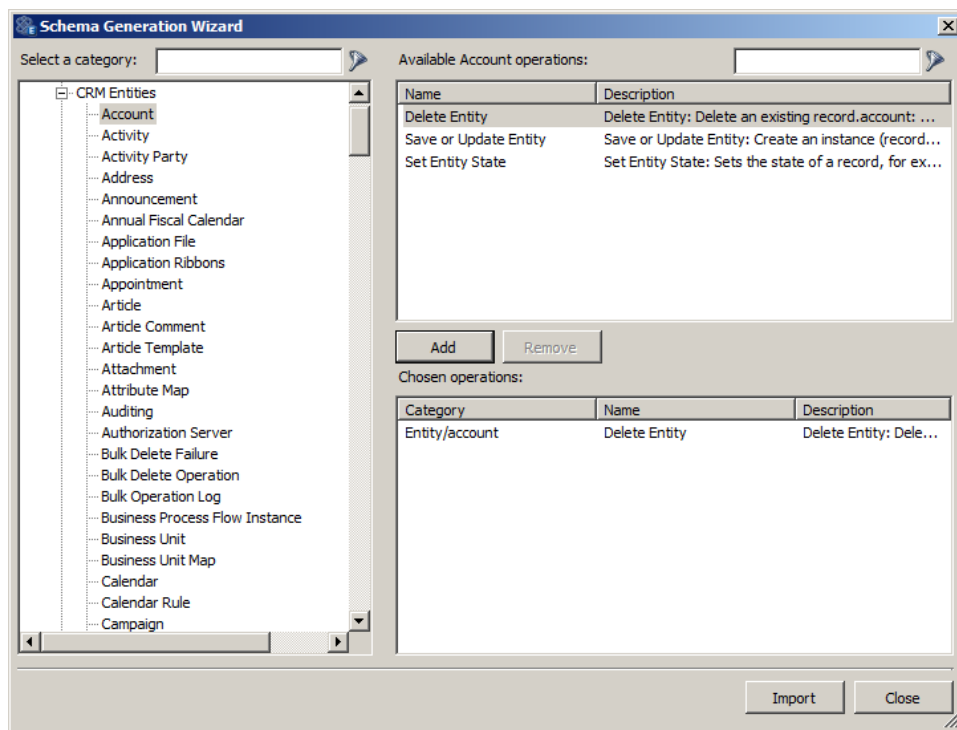 Schema Generation Wizard
Select a category:
CRM Entities
Account
Activity
Activity Party
Address
Announcement
Annual Fiscal Calendar
Application File
Application Ribbons
Appointment
Article
Article Comment
Article Template
Attachment
Attribute Map
Auditing
Authorization Server
Bulk Delete Failure
Bulk Delete Operation
Bulk Operation Log
Business Process Flow Instance
Business Unit
Business Unit Map
Calendar
Calendar Rule
Campaign
Available Account operations:
Name Description
Delete Entity Delete Entity: Delete an existing record.account: ...
Save or Update Entity Save or Update Entity: Create an instance (record...
Set Entity State Set Entity State: Sets the state of a record, for ex...
Add Remove
Chosen operations:
Category Name Description
Entity/account Delete Entity Delete Entity: Dele...
Import Close